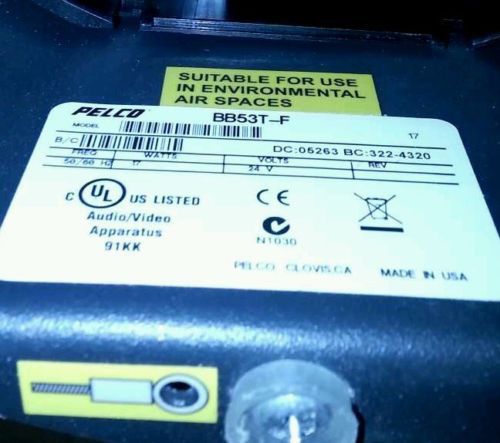 SUITABLE FOR USE
IN ENVIRONMENTAL
AIR SPACES
PELCO BB53T-F
MODEL 17
B/C DC:05263 BC:322-4320
FREQ WATTS VOLTS REV
50/60 HZ 17 24 V
C UL US LISTED CE
Audio/Video
Apparatus N1030
91KK
PELCO, CLOVIS,CA MADE IN USA